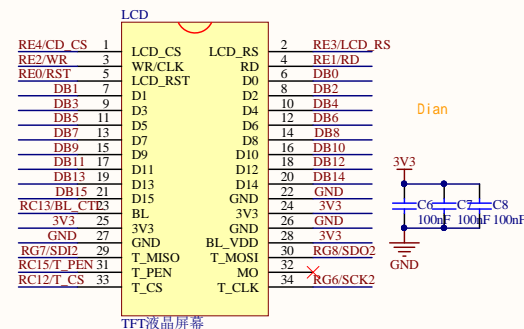 LCD
RE4/CD_CS 1 LCD_CS LCD_RS 2 RE3/LCD_RS
RE2/WR 3 WR/CLK RD 4 RE1/RD
RE0/RST 5 LCD_RST D0 6 DB0
DB1 7 D1 D2 8 DB2
DB3 9 D3 D4 10 DB4
DB5 11 D5 D6 12 DB6
DB7 13 D7 D8 14 DB8
DB9 15 D9 D10 16 DB10
DB11 17 D11 D12 18 DB12
DB13 19 D13 D14 20 DB14
DB15 21 D15 GND 22 GND
RC13/BL_CTL 23 BL 3V3 24 3V3
3V3 25 3V3 GND 26 GND
GND 27 GND BL_VDD 28 3V3
RG7/SDI2 29 T_MISO T_MOSI 30 RG8/SDO2
RC15/T_PEN 31 T_PEN MO 32
RC12/T_CS 33 T_CS T_CLK 34 RG6/SCK2
TFT液晶屏幕
Dian
3V3
C6 C7 C8
100nF 100nF 100nF
GND